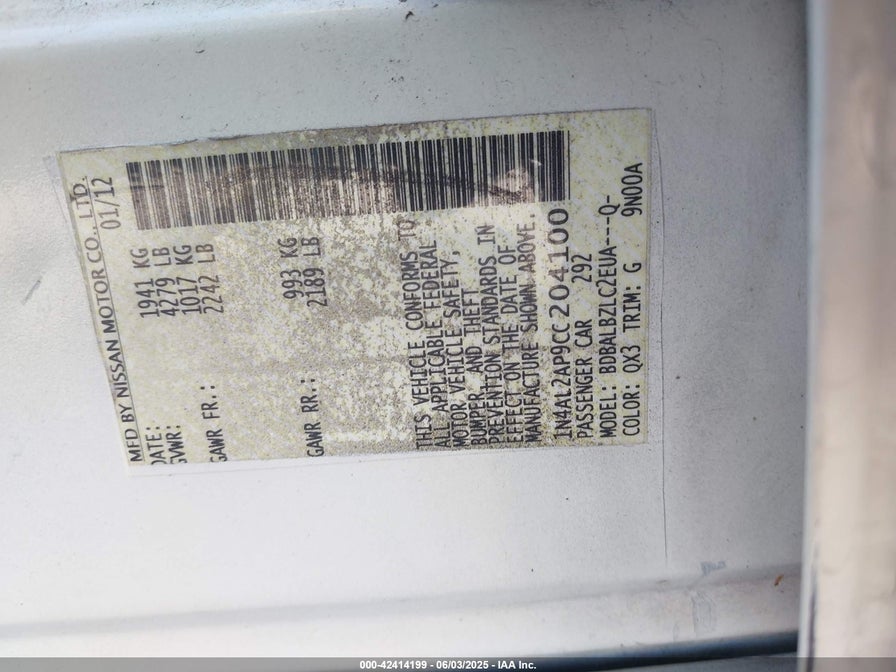 MFD BY NISSAN MOTOR CO., LTD.
DATE: 01/12
GVWR: 1941 KG
4279 LB
GAWR FR.: 1017 KG
2242 LB
GAWR RR.: 993 KG
2189 LB
THIS VEHICLE CONFORMS TO
ALL APPLICABLE FEDERAL
MOTOR VEHICLE SAFETY,
BUMPER, AND THEFT
PREVENTION STANDARDS IN
EFFECT ON THE DATE OF
MANUFACTURE SHOWN ABOVE.
1N4AL2AP9CC204100
PASSENGER CAR 292
MODEL: BDBALBZLC2EUA---Q-
COLOR: QX3 TRIM: G 9N00A
000-42414199 | 06/03/2025 - IAA Inc.